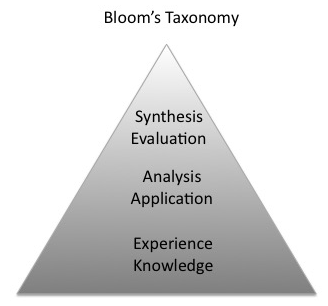 Bloom’s Taxonomy
Synthesis
Evaluation
Analysis
Application
Experience
Knowledge